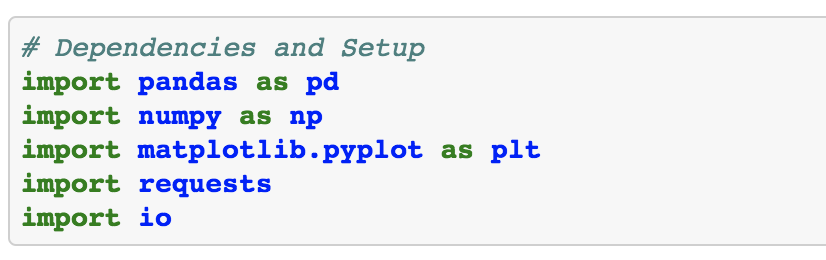 # Dependencies and Setup
import pandas as pd
import numpy as np
import matplotlib.pyplot as plt
import requests
import io